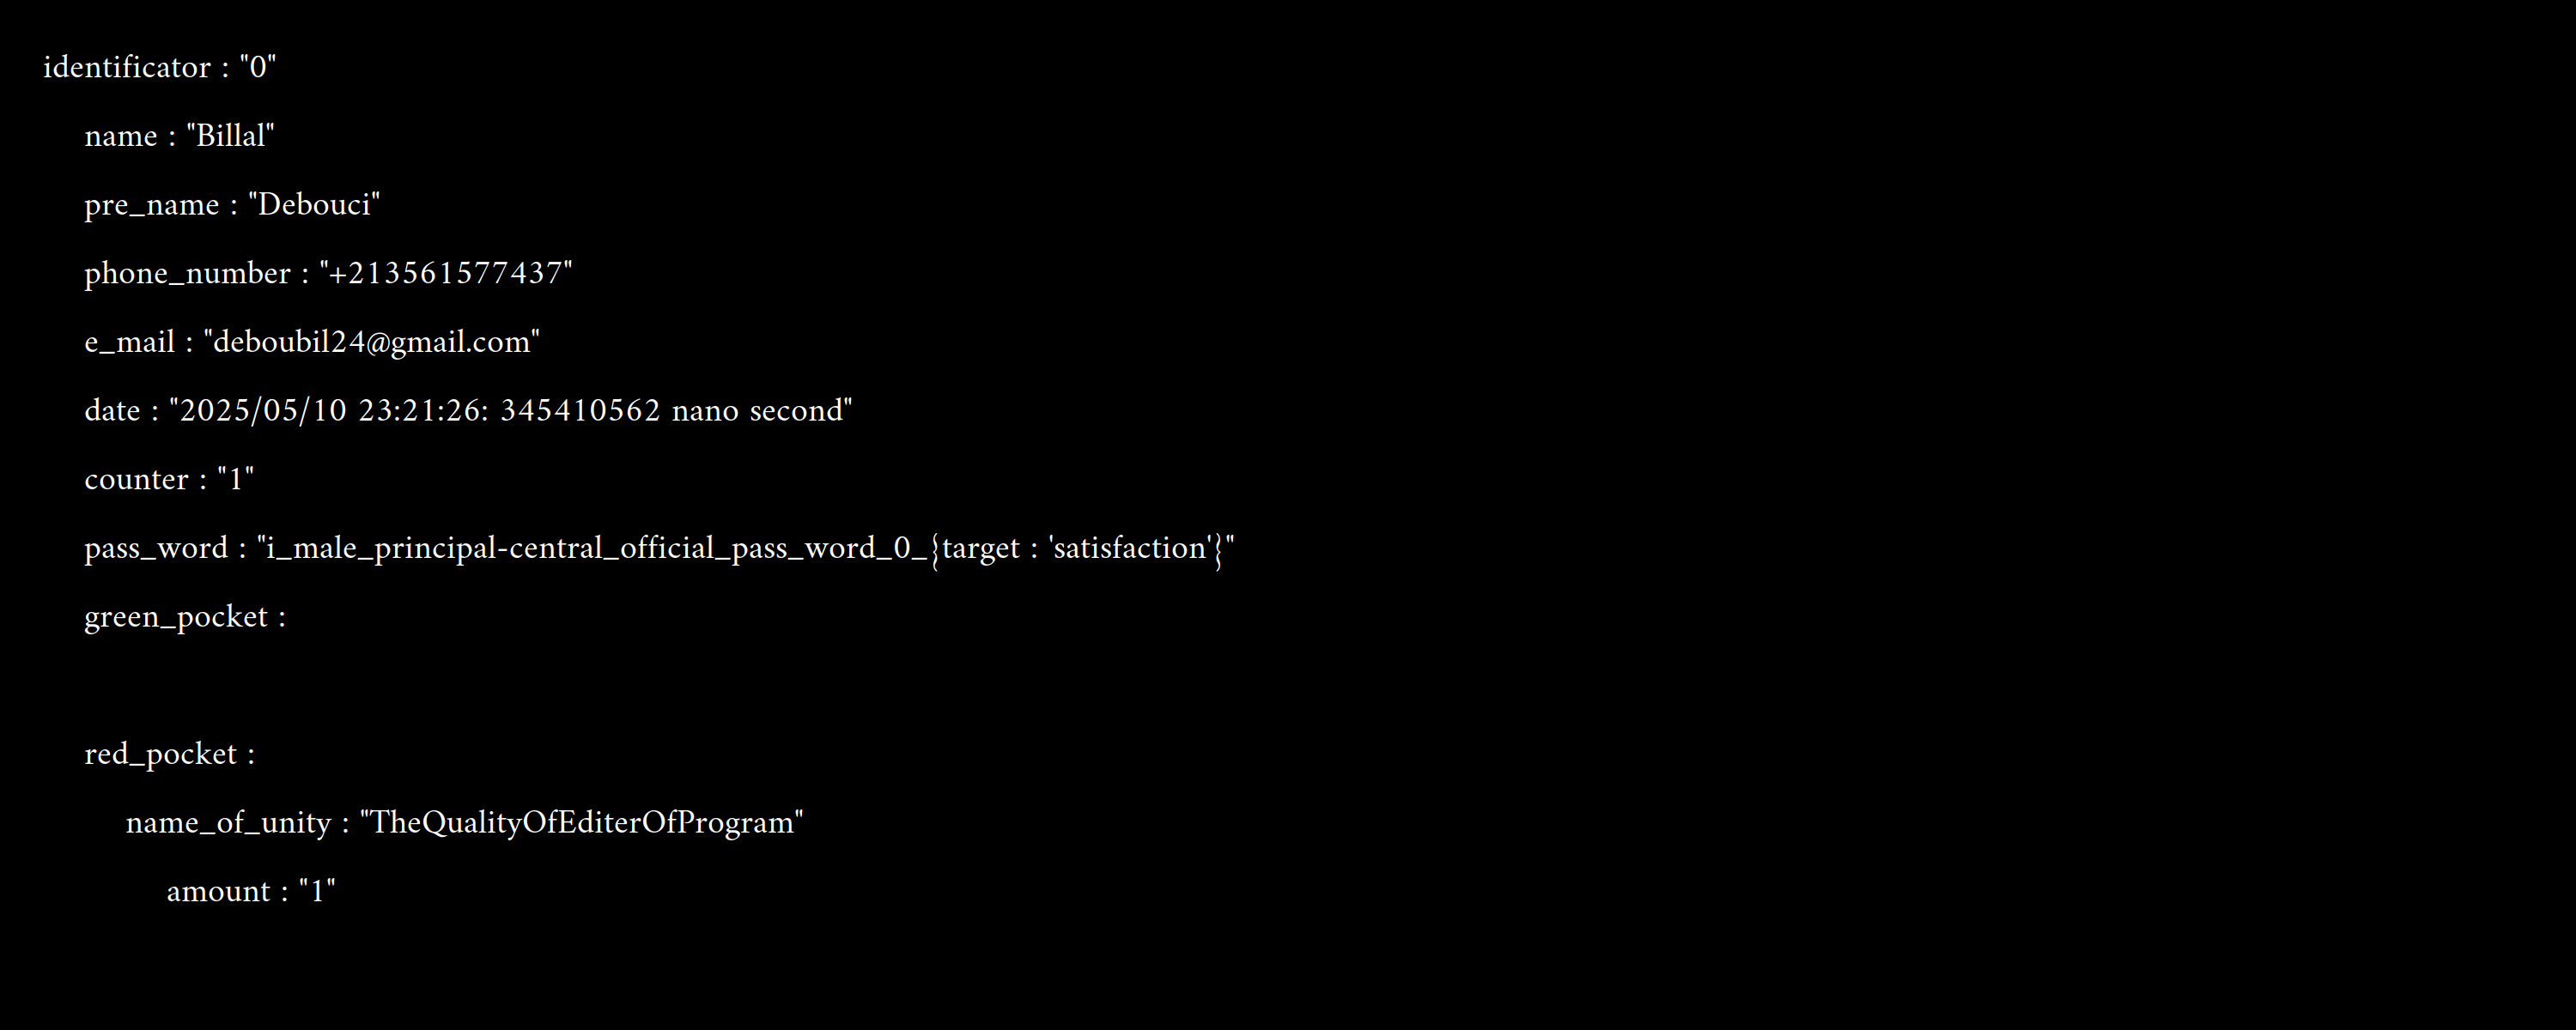 identificator : "0"
name : "Billal"
pre_name : "Debouci"
phone_number : "+213561577437"
e_mail : "deboubil24@gmail.com"
date : "2025/05/10 23:21:26: 345410562 nano second"
counter : "1"
pass_word : "i_male_principal-central_official_pass_word_0_{target : 'satisfaction'}"
green_pocket :
red_pocket :
name_of_unity : "TheQualityOfEditerOfProgram"
amount : "1"